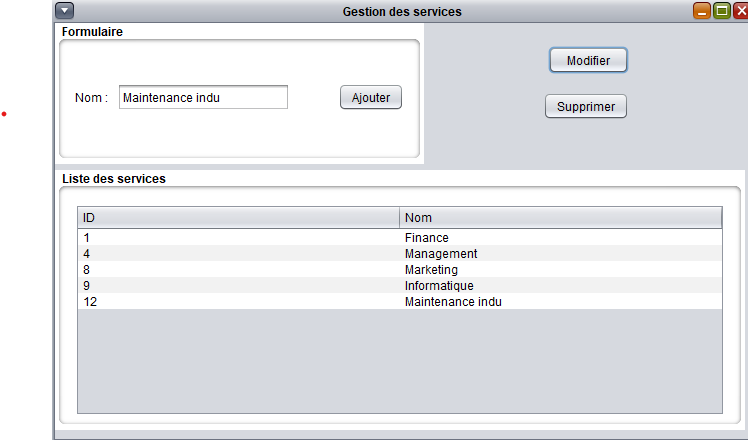 Gestion des services
Formulaire
Modifier
Nom : Maintenance indu Ajouter
Supprimer
Liste des services
ID Nom
1 Finance
4 Management
8 Marketing
9 Informatique
12 Maintenance indu